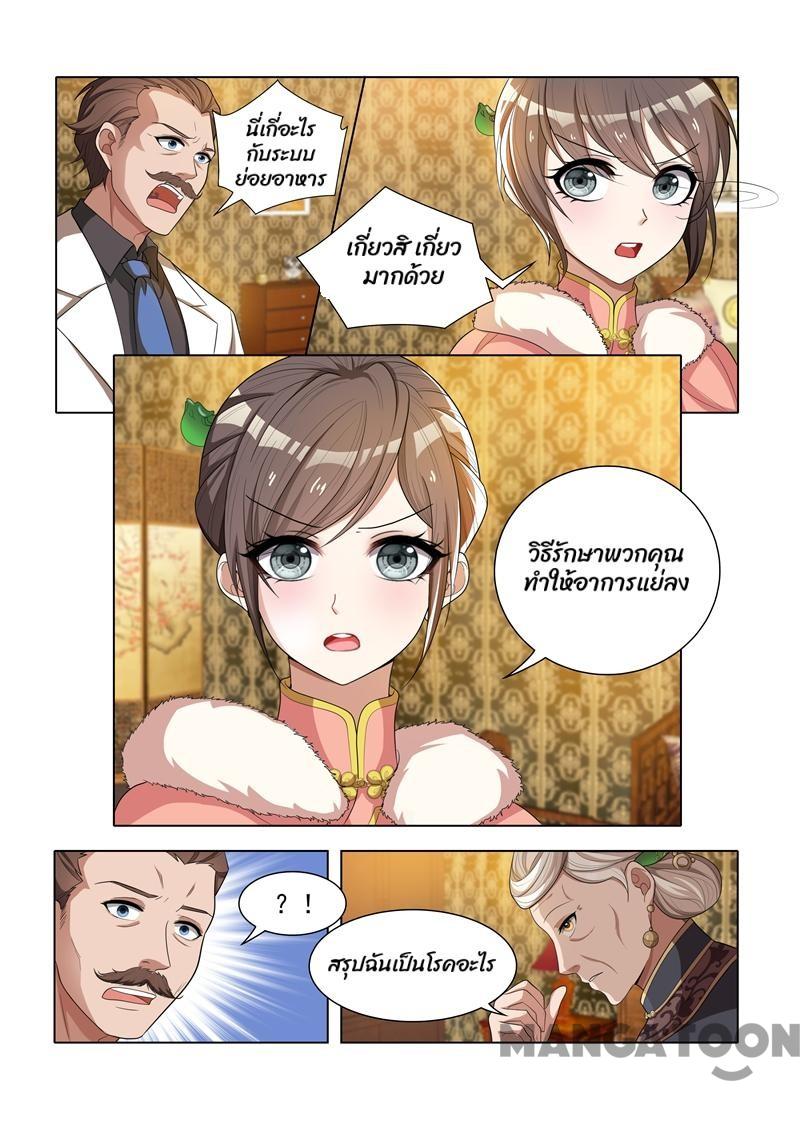 นี่เกี่อะไร
กับระบบ
ย่อยอาหาร
เกี่ยวสิ เกี่ยว
มากด้วย
วิธีรักษาพวกคุณ
ทำให้อาการแย่ลง
? !
สรุปฉันเป็นโรคอะไร
MANGATOON